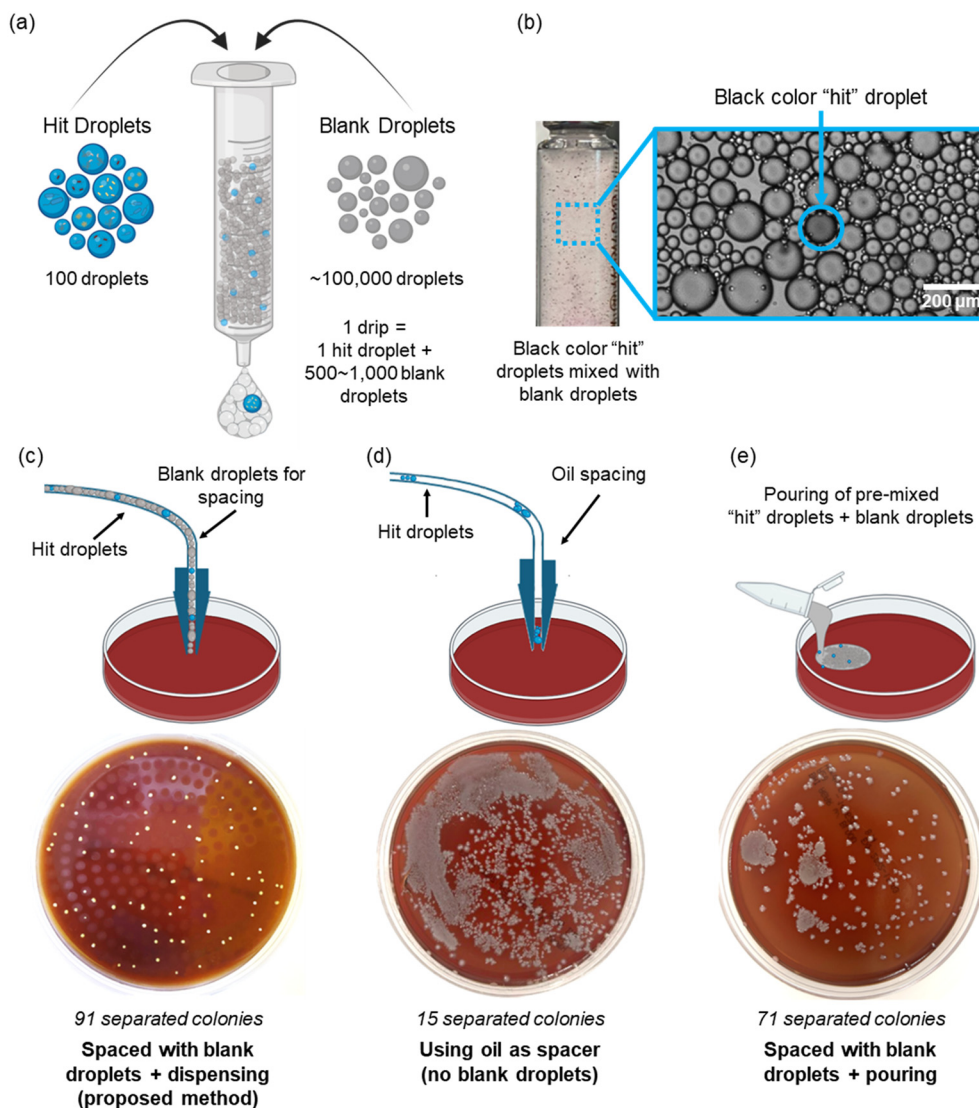 (a)
Hit Droplets
100 droplets
Blank Droplets
~100,000 droplets
1 drip =
1 hit droplet +
500~1,000 blank
droplets
(b)
Black color “hit” droplet
200 µm
Black color “hit”
droplets mixed with
blank droplets
(c)
Blank droplets for
spacing
Hit droplets
91 separated colonies
Spaced with blank
droplets + dispensing
(proposed method)
(d)
Oil spacing
Hit droplets
15 separated colonies
Using oil as spacer
(no blank droplets)
(e)
Pouring of pre-mixed
“hit” droplets + blank droplets
71 separated colonies
Spaced with blank
droplets + pouring